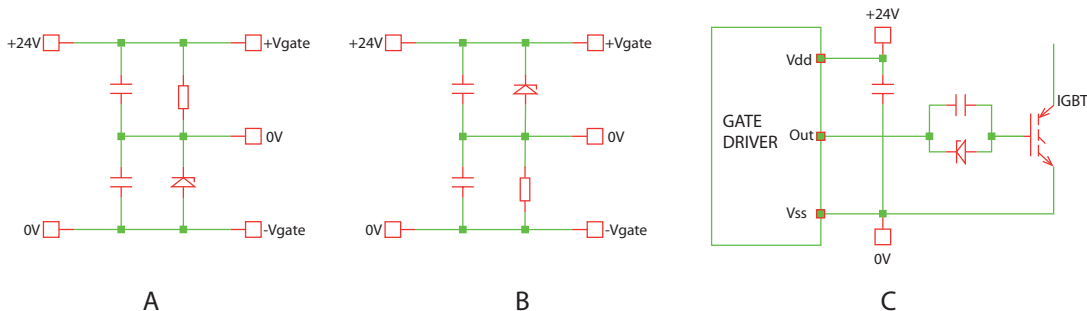 +24V
+Vgate
0V
0V
-Vgate
A
+24V
+Vgate
0V
0V
-Vgate
B
+24V
Vdd
GATE
DRIVER
Out
IGBT
Vss
0V
C